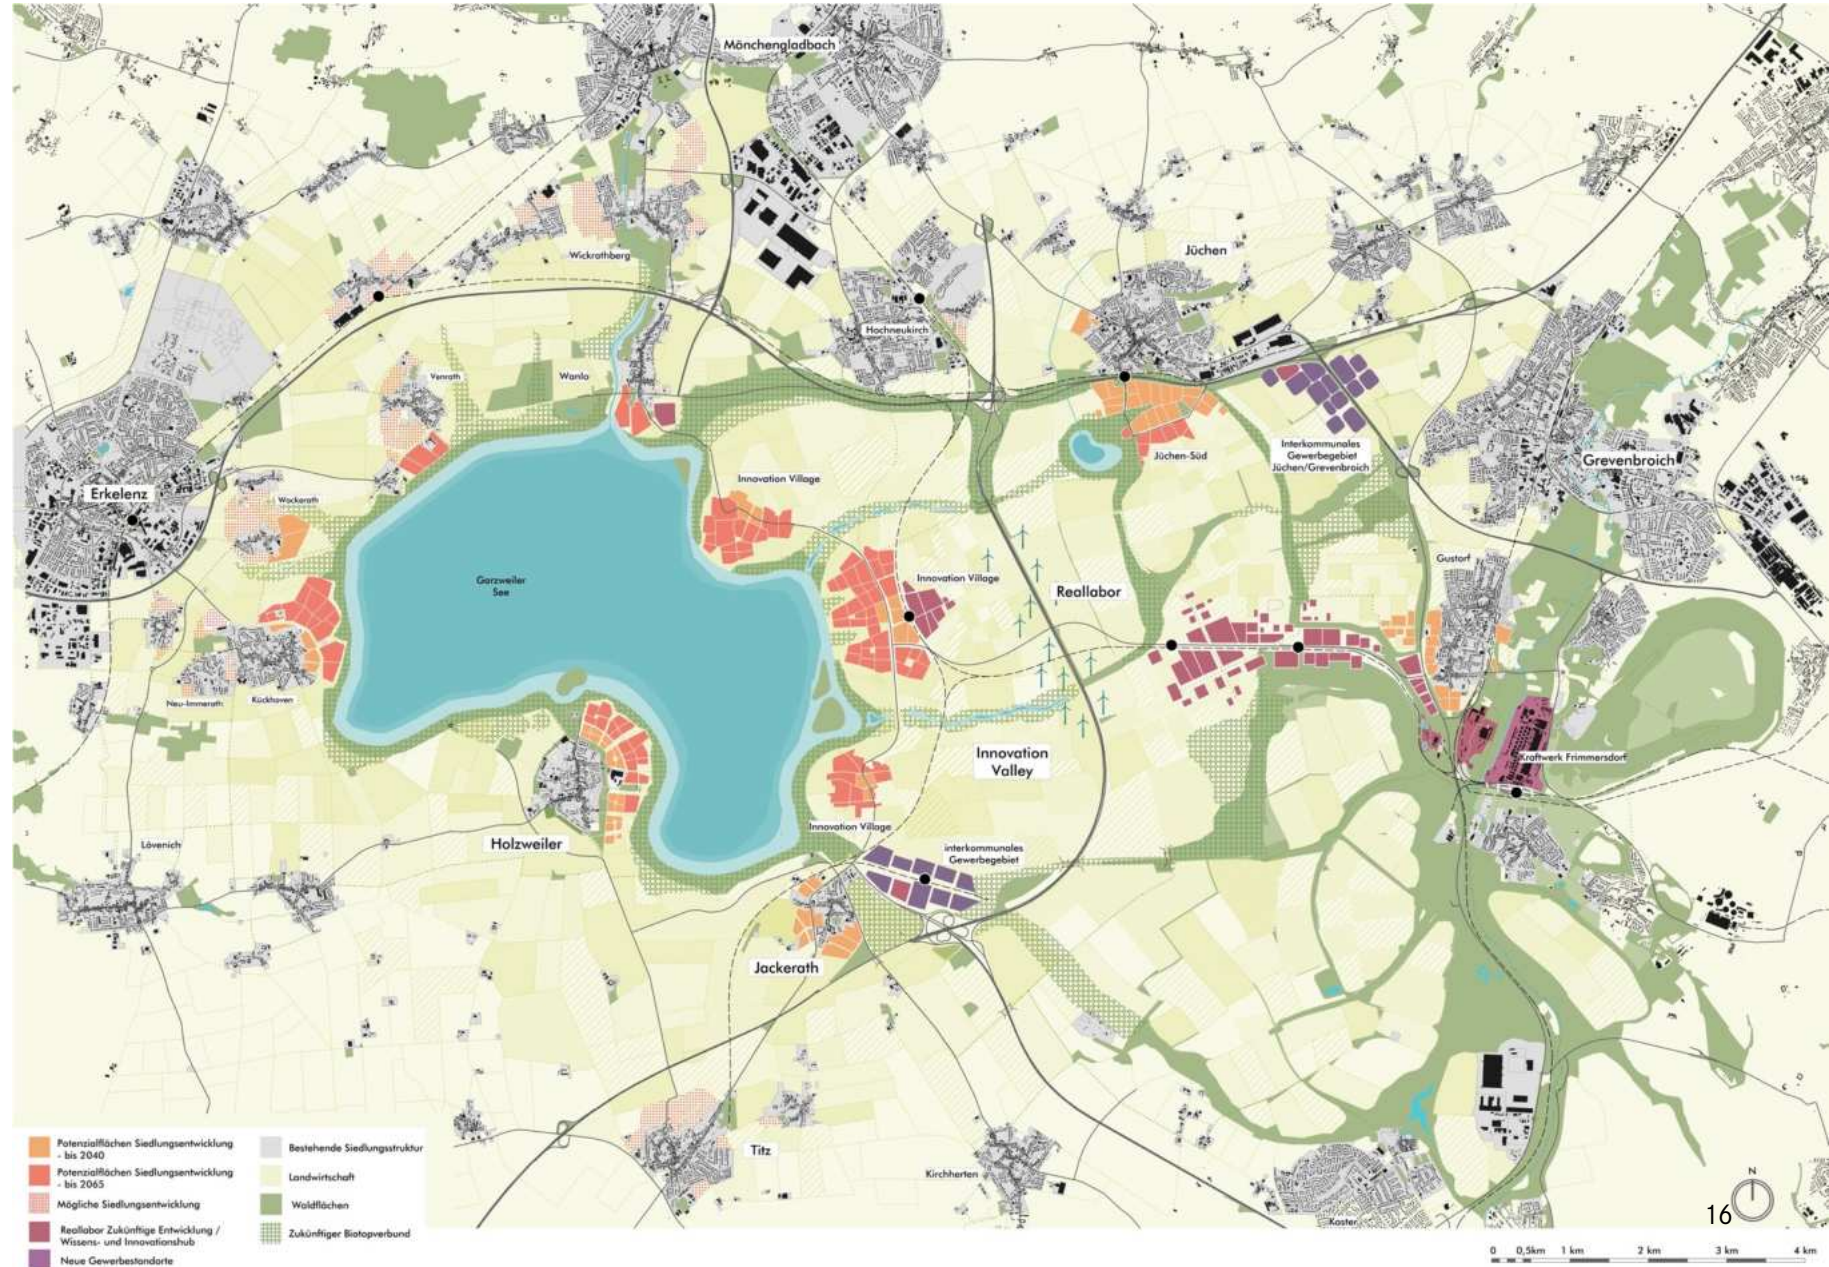 Mönchengladbach
Wickrathberg
Jüchen
Hochneukirch
Venrath
Wanlo
Jüchen-Süd
Interkommunales
Gewerbegebiet
Jüchen/Grevenbroich
Grevenbroich
Erkelenz
Wockerath
Innovation Village
Garzweiler
See
Innovation Village
Reallabor
Gustorf
Neu-Immerath
Kückhoven
Innovation
Valley
Kraftwerk Frimmersdorf
Innovation Village
Lövenich
Holzweiler
interkommunales
Gewerbegebiet
Jackerath
Titz
Kirchherten
Kaster
Potenzialflächen Siedlungsentwicklung
- bis 2040
Potenzialflächen Siedlungsentwicklung
- bis 2065
Mögliche Siedlungsentwicklung
Reallabor Zukünftige Entwicklung /
Wissens- und Innovationshub
Neue Gewerbestandorte
Bestehende Siedlungsstruktur
Landwirtschaft
Waldflächen
Zukünftiger Biotopverbund
N
16
0 0,5km 1 km 2 km 3 km 4 km